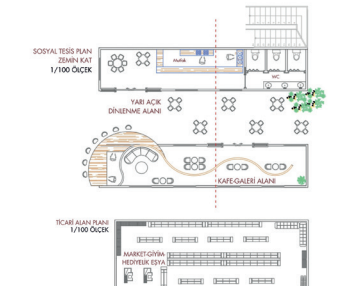 SOSYAL TESİS PLAN
ZEMİN KAT
1/100 ÖLÇEK
Mutfak
WC
YARI AÇIK
DİNLENME ALANI
KAFE-GALERİ ALANI
TİCARİ ALAN PLANI
1/100 ÖLÇEK
MARKET-GİYİM
HEDİYELİK EŞYA